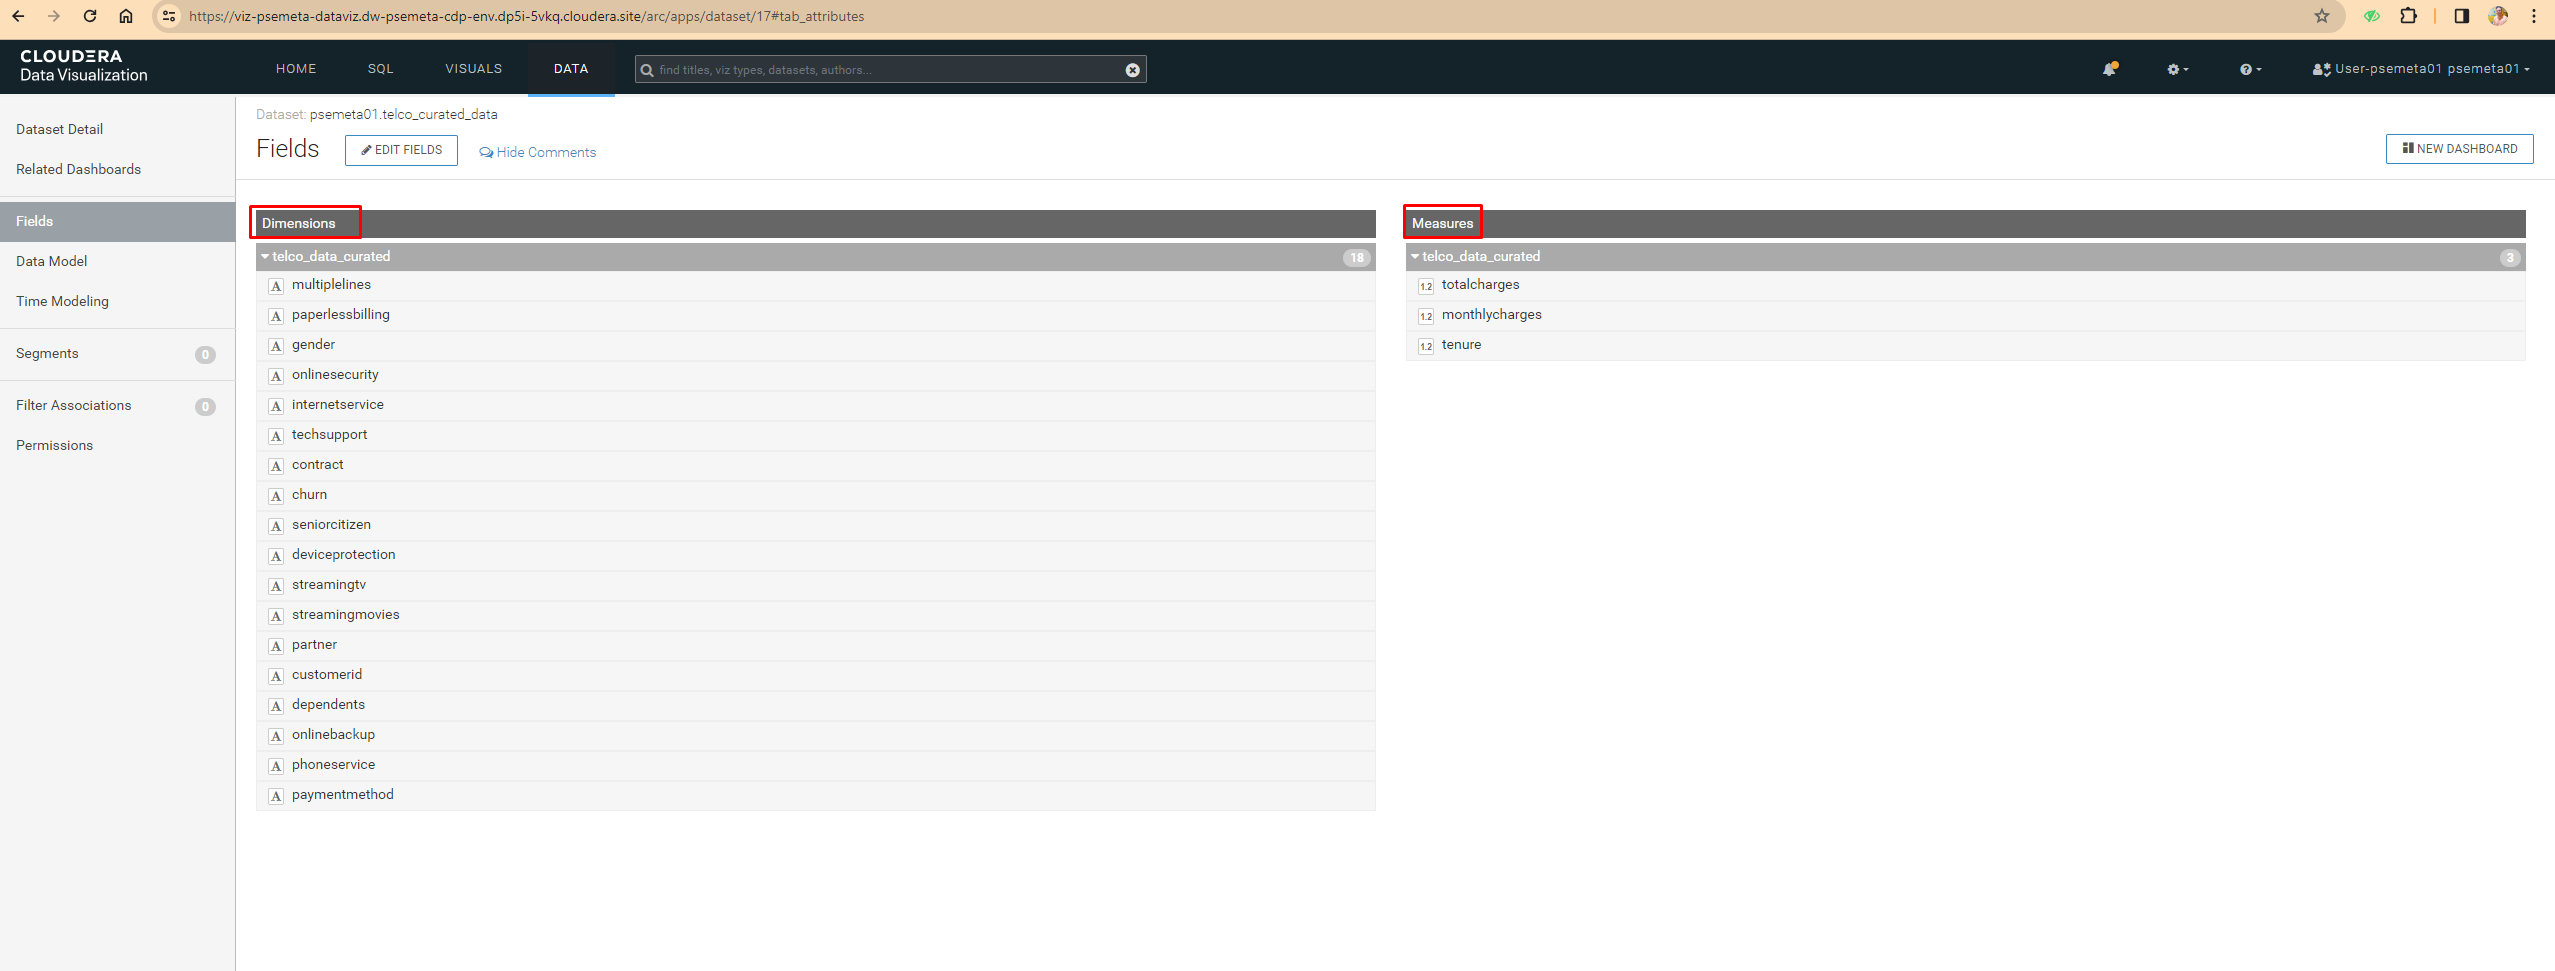 https://viz-psemeta-dataviz.dw-psemeta-cdp-env.dp5i-5vkq.cloudera.site/arc/apps/dataset/17#tab_attributes
CLOUDERA
Data Visualization
HOME
SQL
VISUALS
DATA
find titles, viz types, datasets, authors...
User-psemeta01 psemeta01
Dataset Detail
Related Dashboards
Fields
Data Model
Time Modeling
Segments 0
Filter Associations 0
Permissions
Dataset: psemeta01.telco_curated_data
Fields
EDIT FIELDS
Hide Comments
NEW DASHBOARD
Dimensions
telco_data_curated 18
A multiplelines
A paperlessbilling
A gender
A onlinesecurity
A internetservice
A techsupport
A contract
A churn
A seniorcitizen
A deviceprotection
A streamingtv
A streamingmovies
A partner
A customerid
A dependents
A onlinebackup
A phoneservice
A paymentmethod
Measures
telco_data_curated 3
1.2 totalcharges
1.2 monthlycharges
1.2 tenure